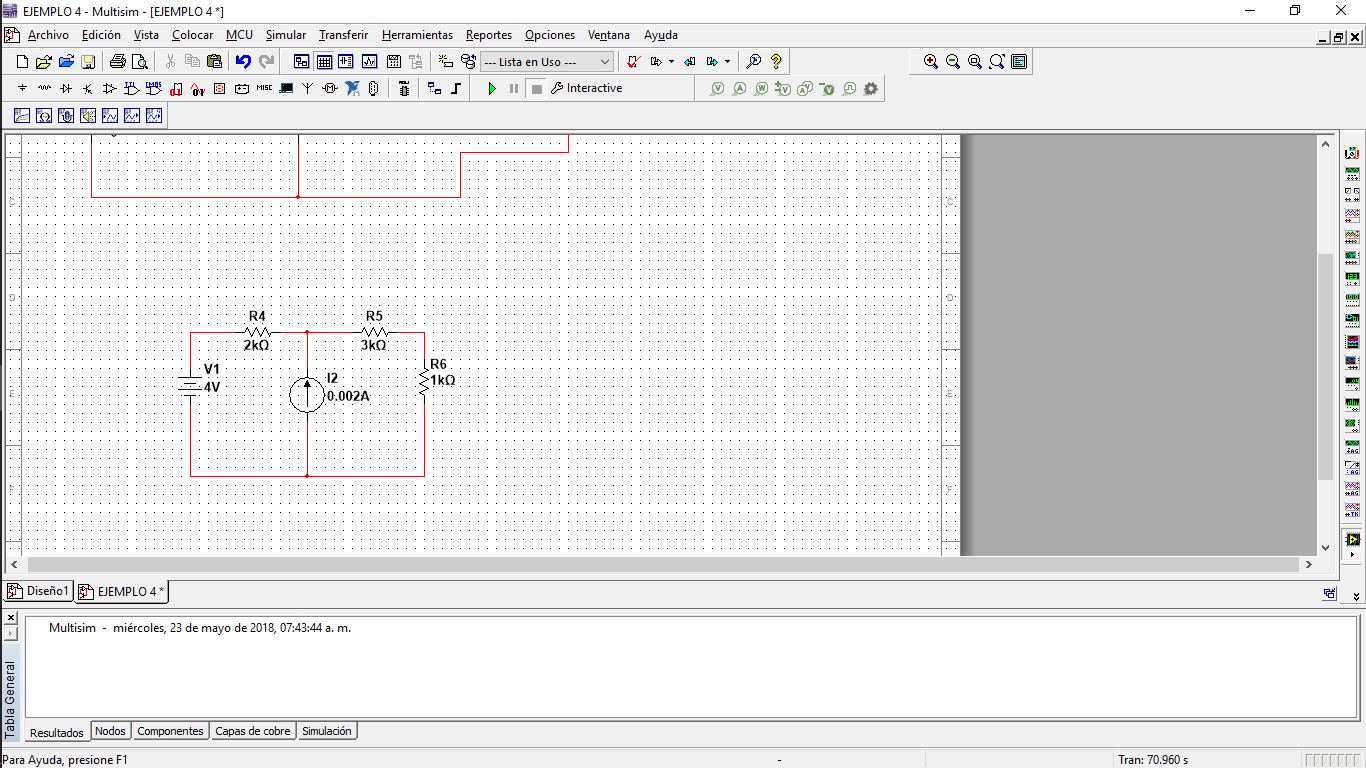 EJEMPLO 4 - Multisim - [EJEMPLO 4 *]
Archivo Edición Vista Colocar MCU Simular Transferir Herramientas Reportes Opciones Ventana Ayuda
--- Lista en Uso ---
MISC Interactive
C C
D D
R4 R5
2kΩ 3kΩ
V1 R6
4V 1kΩ
I2
0.002A
E E
F F
Diseño1 EJEMPLO 4 *
Multisim - miércoles, 23 de mayo de 2018, 07:43:44 a. m.
Tabla General
Resultados Nodos Componentes Capas de cobre Simulación
Para Ayuda, presione F1 - Tran: 70.960 s